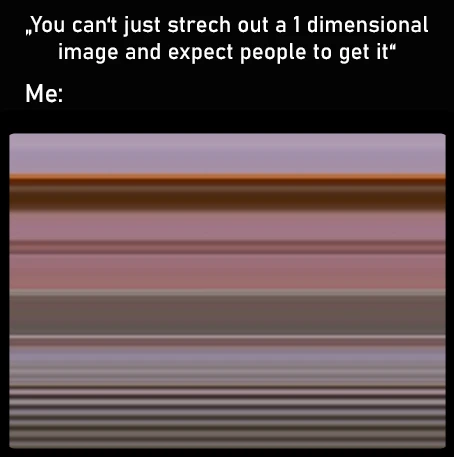 „You can‘t just strech out a 1 dimensional
image and expect people to get it“
Me: